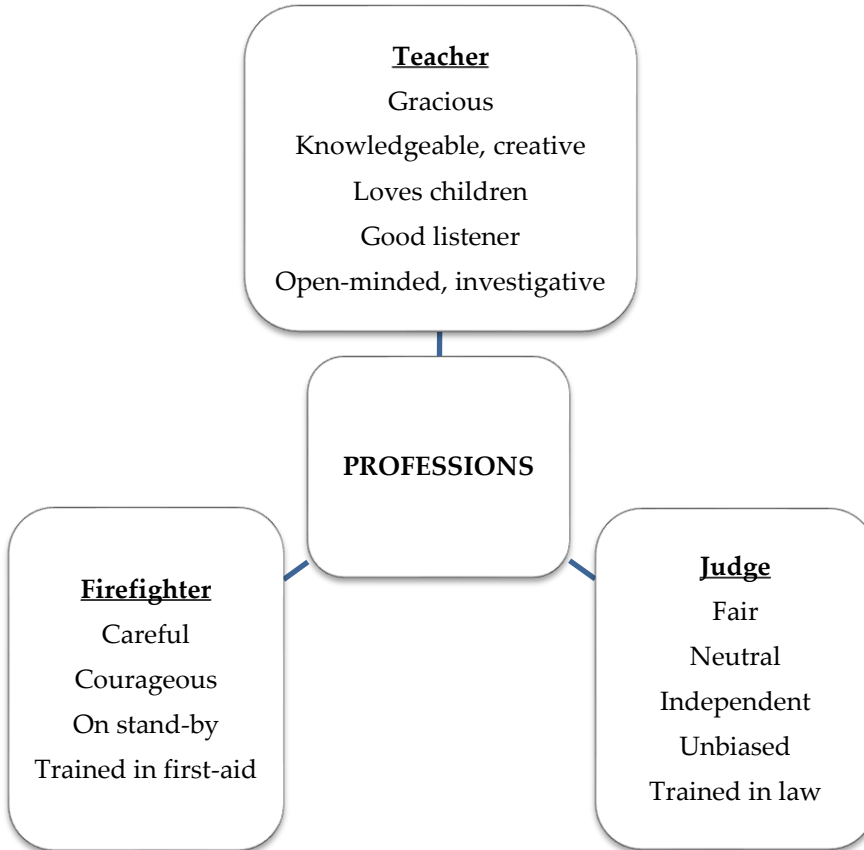 Teacher
Gracious
Knowledgeable, creative
Loves children
Good listener
Open-minded, investigative
PROFESSIONS
Firefighter
Careful
Courageous
On stand-by
Trained in first-aid
Judge
Fair
Neutral
Independent
Unbiased
Trained in law